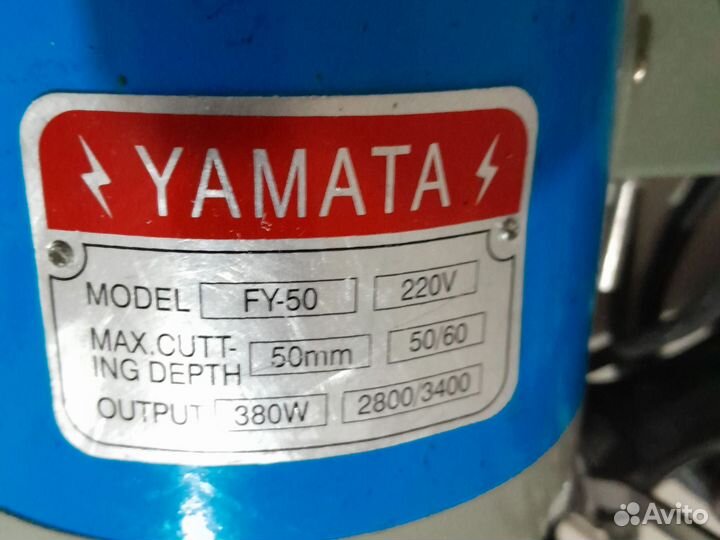 YAMATA
MODEL FY-50 220V
MAX.CUTT- 50mm 50/60
ING DEPTH
OUTPUT 380W 2800/3400
Avito